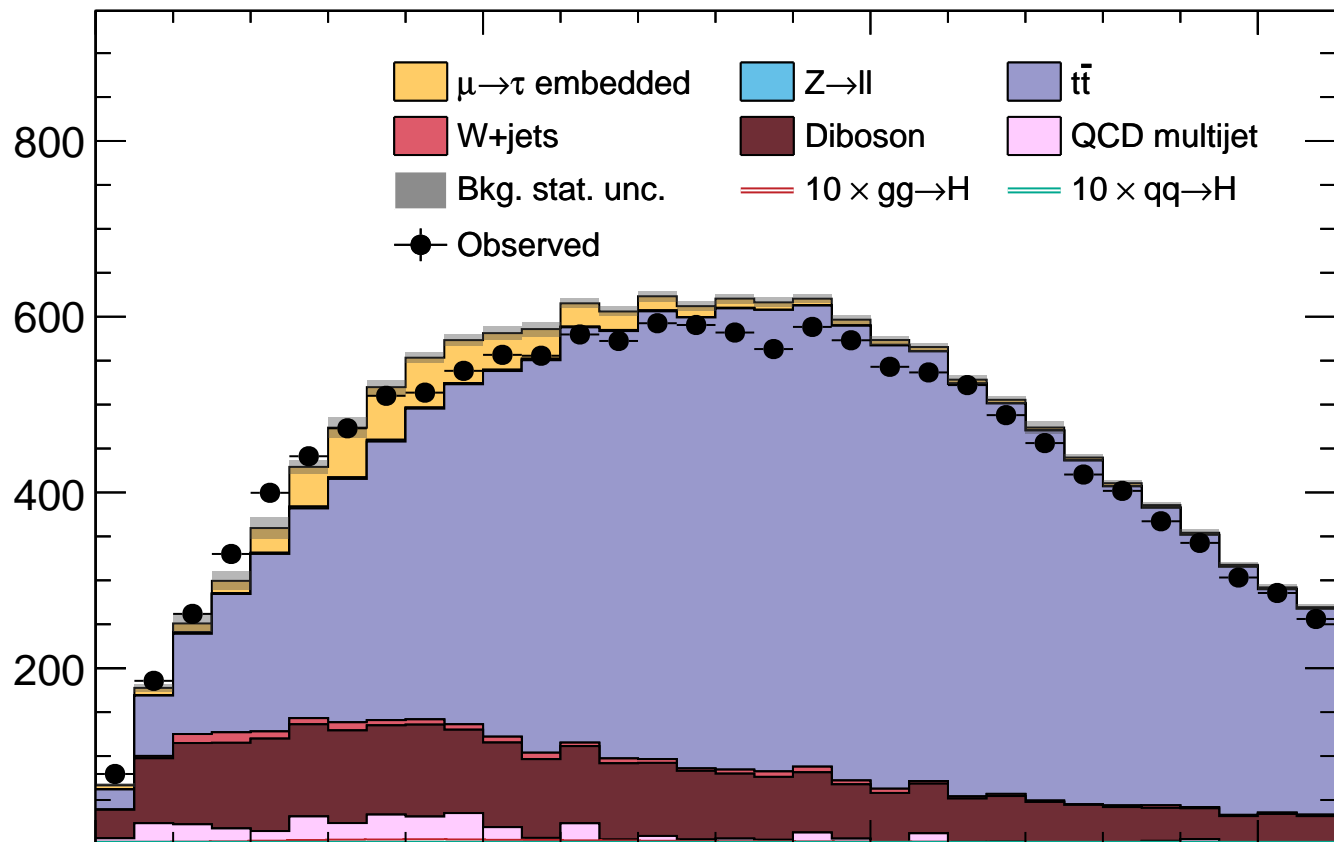 μ→τ embedded Z→ll tt̄
W+jets Diboson QCD multijet
Bkg. stat. unc. 10 × gg→H 10 × qq→H
Observed
800
600
400
200